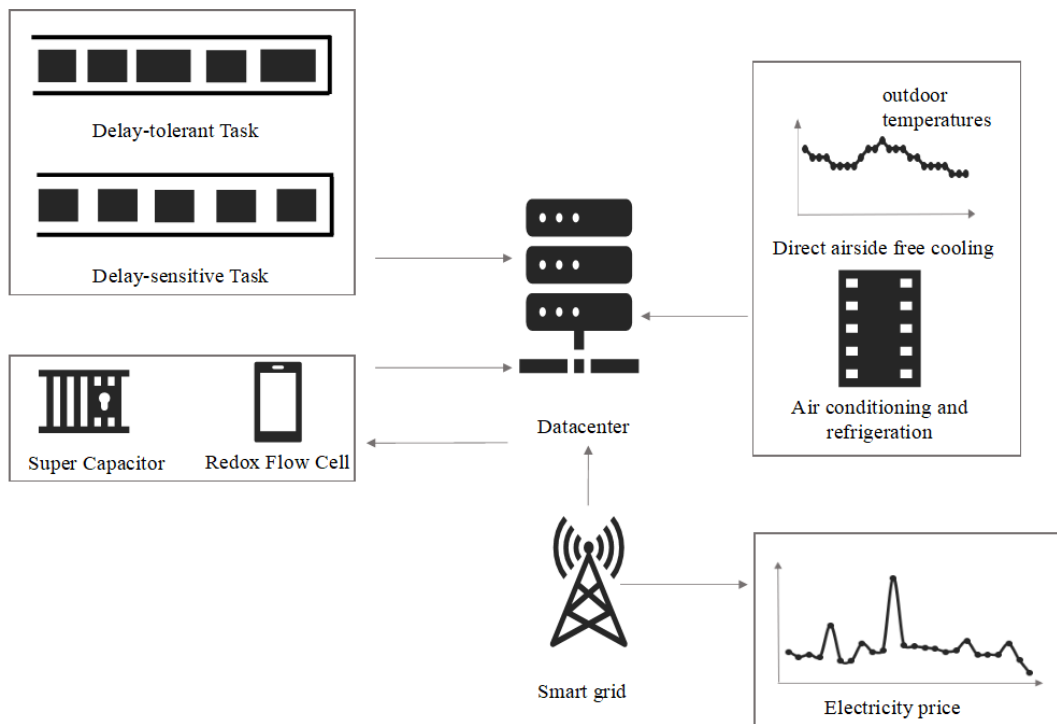 Delay-tolerant Task
Delay-sensitive Task
outdoor
temperatures
Direct airside free cooling
Air conditioning and
refrigeration
Super Capacitor
Redox Flow Cell
Datacenter
Smart grid
Electricity price